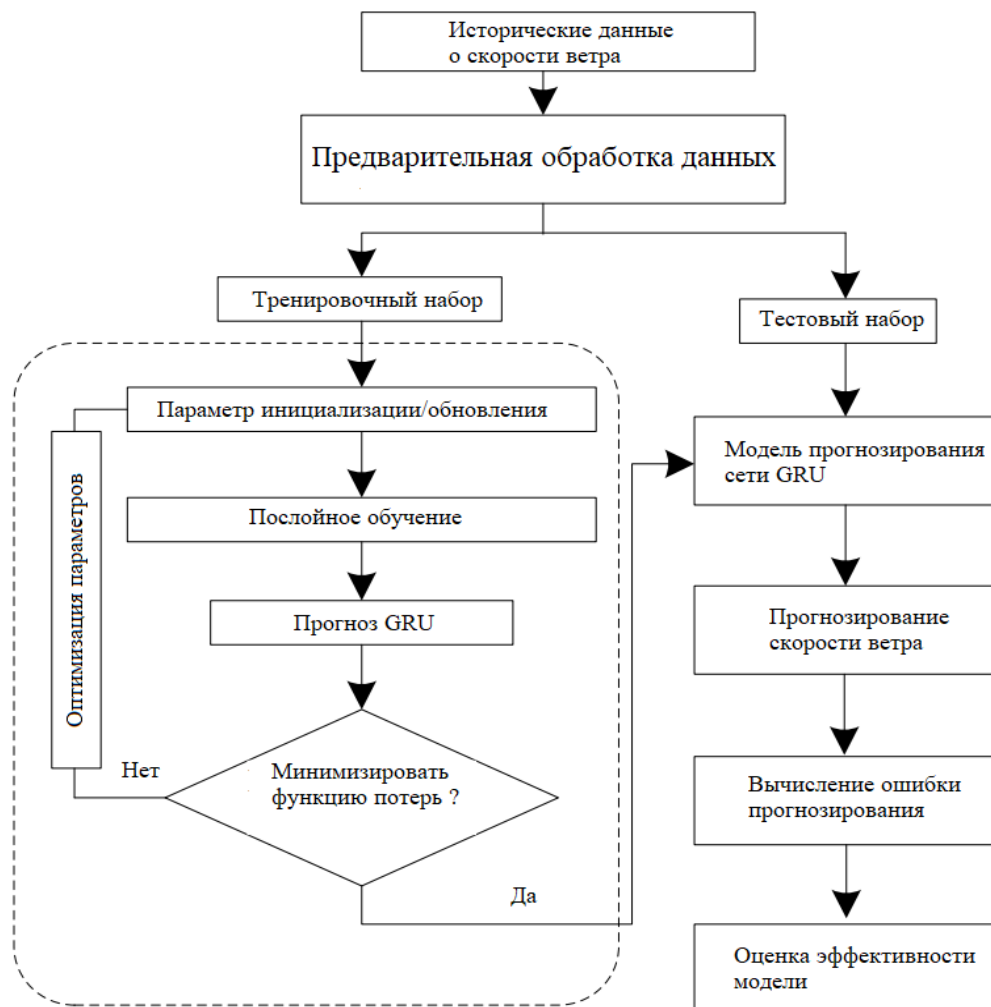 Исторические данные
о скорости ветра
Предварительная обработка данных
Тренировочный набор
Тестовый набор
Параметр инициализации/обновления
Модель прогнозирования
сети GRU
Послойное обучение
Оптимизация параметров
Прогноз GRU
Прогнозирование
скорости ветра
Нет
Минимизировать
функцию потерь ?
Вычисление ошибки
прогнозирования
Да
Оценка эффективности
модели